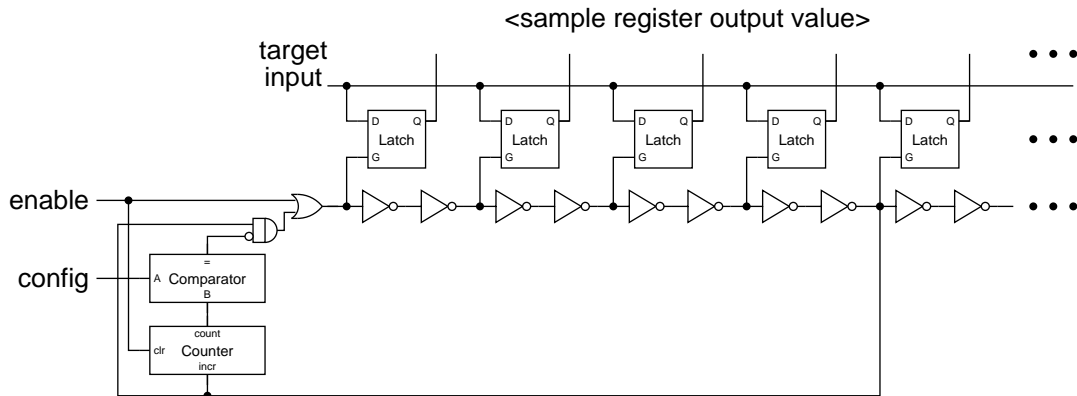 <sample register output value>
target
input
D Q
Latch
G
D Q
Latch
G
D Q
Latch
G
D Q
Latch
G
D Q
Latch
G
enable
config
=
A Comparator
B
count
clr Counter
incr